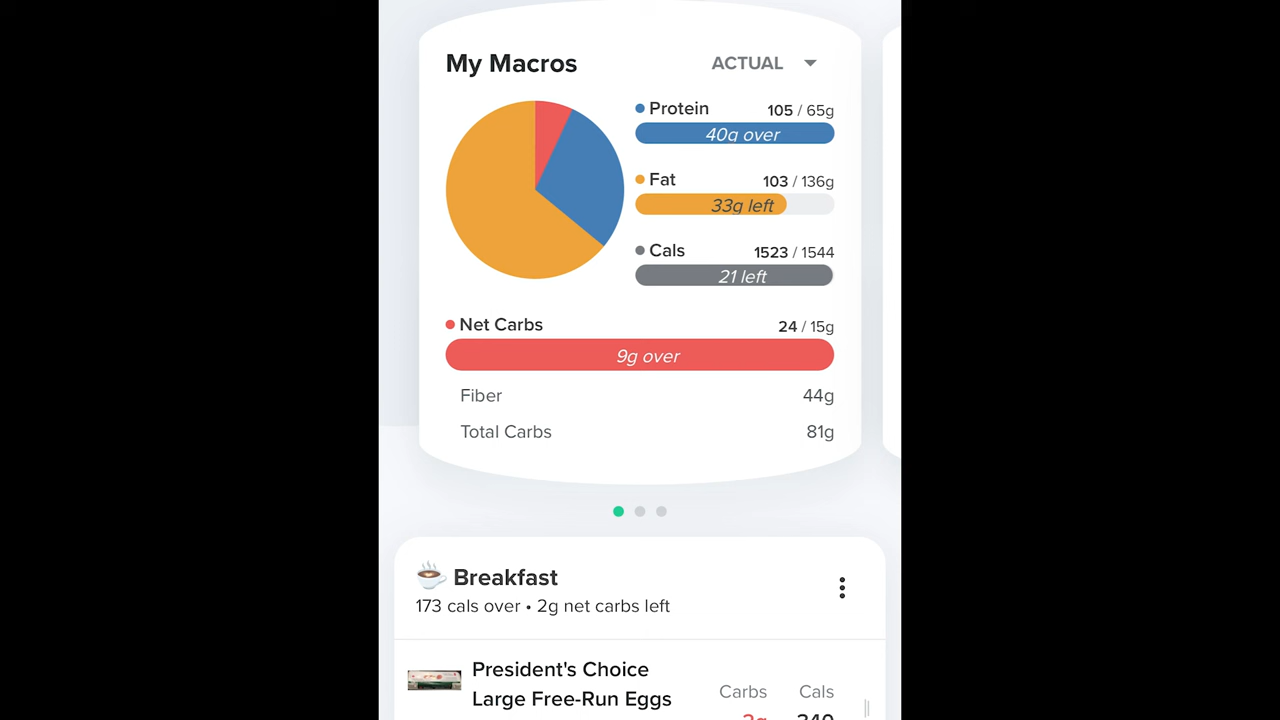 My Macros
ACTUAL
Protein 105 / 65g
40g over
Fat 103 / 136g
33g left
Cals 1523 / 1544
21 left
Net Carbs 24 / 15g
9g over
Fiber 44g
Total Carbs 81g
Breakfast
173 cals over • 2g net carbs left
President's Choice
Large Free-Run Eggs
Carbs Cals
2g 340